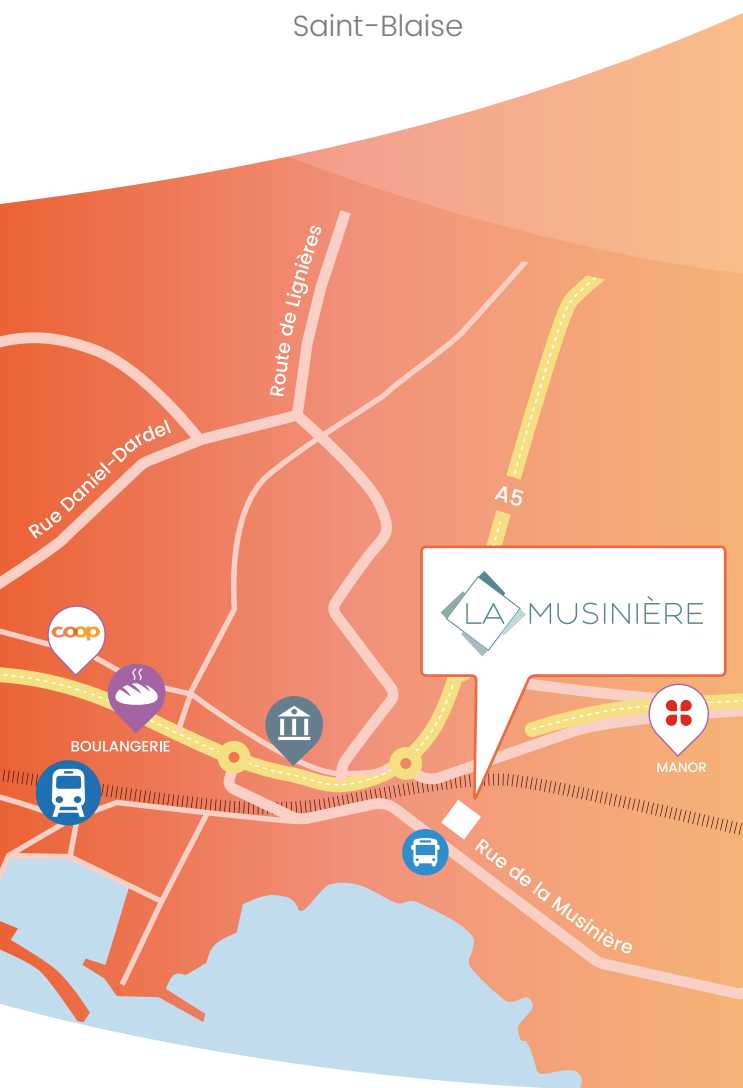 Saint-Blaise
Route de Lignières
Rue Daniel-Dardel
A5
LA MUSINIÈRE
coop
BOULANGERIE
MANOR
Rue de la Musinière